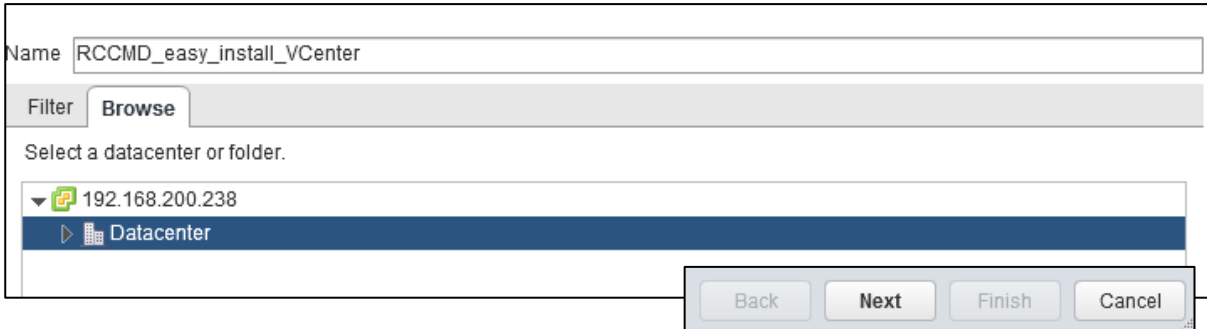 Name RCCMD_easy_install_VCenter
Filter Browse
Select a datacenter or folder.
192.168.200.238
Datacenter
Back Next Finish Cancel